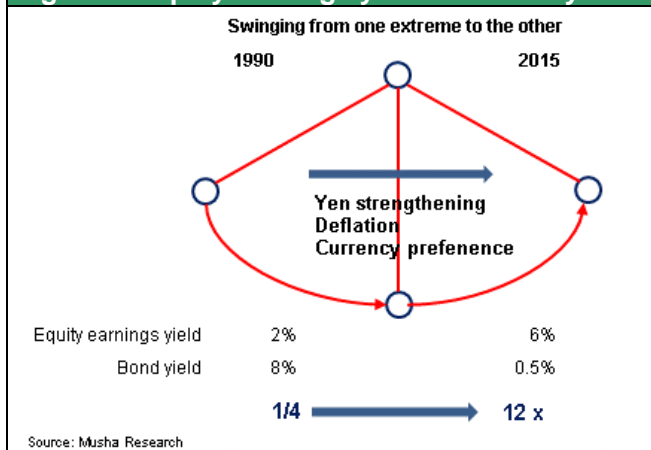 Swinging from one extreme to the other
1990 2015
Yen strengthening
Deflation
Currency prefenence
Equity earnings yield 2% 6%
Bond yield 8% 0.5%
1/4 12 x
Source: Musha Research